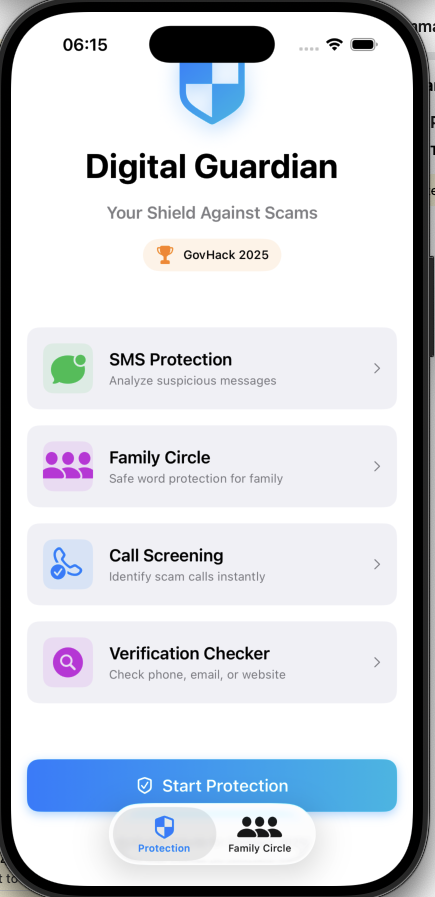 06:15
Digital Guardian
Your Shield Against Scams
GovHack 2025
SMS Protection
Analyze suspicious messages
Family Circle
Safe word protection for family
Call Screening
Identify scam calls instantly
Verification Checker
Check phone, email, or website
Start Protection
Protection
Family Circle